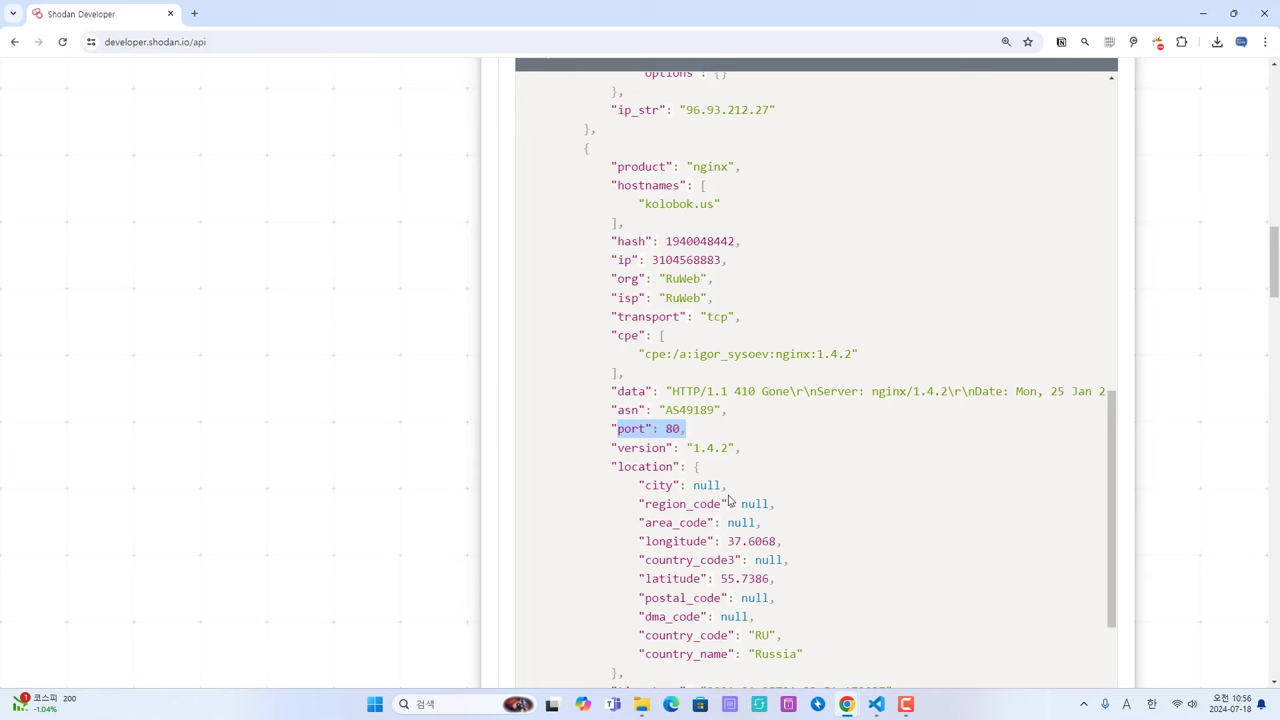 Shodan Developer
developer.shodan.io/api
"options": {}
},
"ip_str": "96.93.212.27"
},
{
"product": "nginx",
"hostnames": [
"kolobok.us"
],
"hash": 1940048442,
"ip": 3104568883,
"org": "RuWeb",
"isp": "RuWeb",
"transport": "tcp",
"cpe": [
"cpe:/a:igor_sysoev:nginx:1.4.2"
],
"data": "HTTP/1.1 410 Gone\r\nServer: nginx/1.4.2\r\nDate: Mon, 25 Jan 2
"asn": "AS49189",
"port": 80,
"version": "1.4.2",
"location": {
"city": null,
"region_code": null,
"area_code": null,
"longitude": 37.6068,
"country_code3": null,
"latitude": 55.7386,
"postal_code": null,
"dma_code": null,
"country_code": "RU",
"country_name": "Russia"
},
1
코스피 200
-1.04%
검색
A
한
오전 10:56
2024-07-18